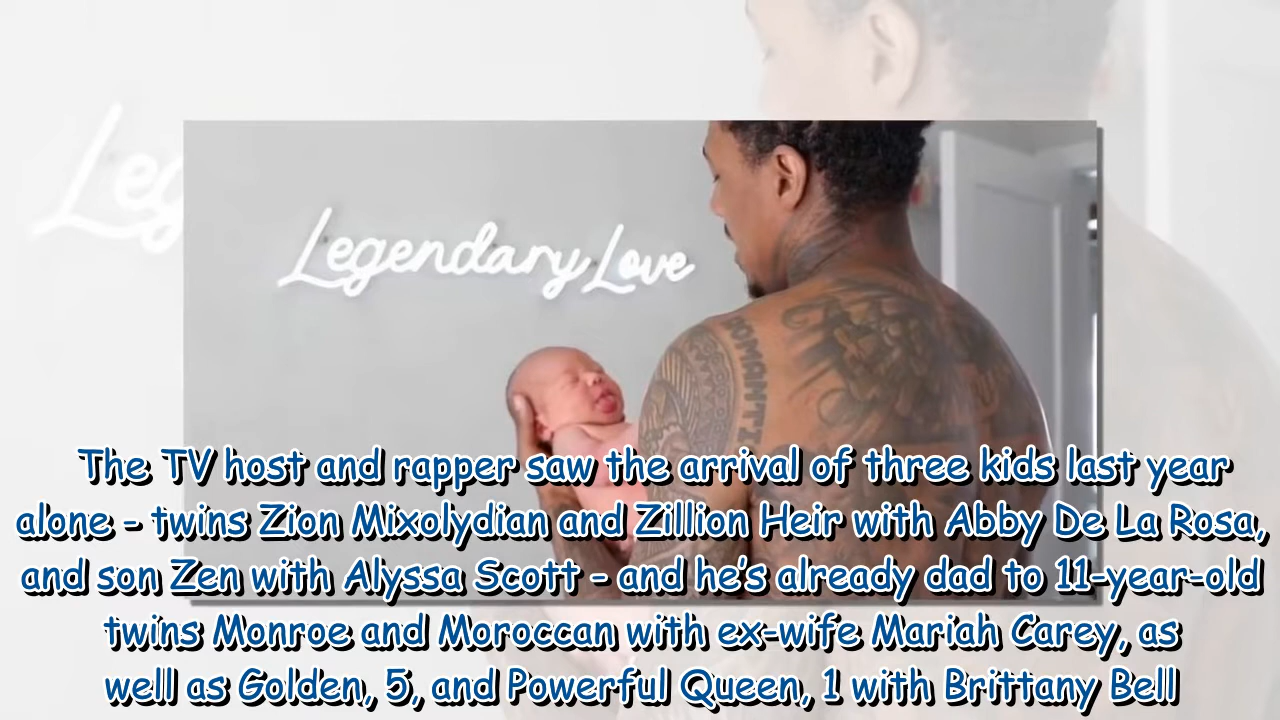 Leg
Legendary Love
ROMANTZ
The TV host and rapper saw the arrival of three kids last year
alone - twins Zion Mixolydian and Zillion Heir with Abby De La Rosa,
and son Zen with Alyssa Scott - and he's already dad to 11-year-old
twins Monroe and Moroccan with ex-wife Mariah Carey, as
well as Golden, 5, and Powerful Queen, 1 with Brittany Bell